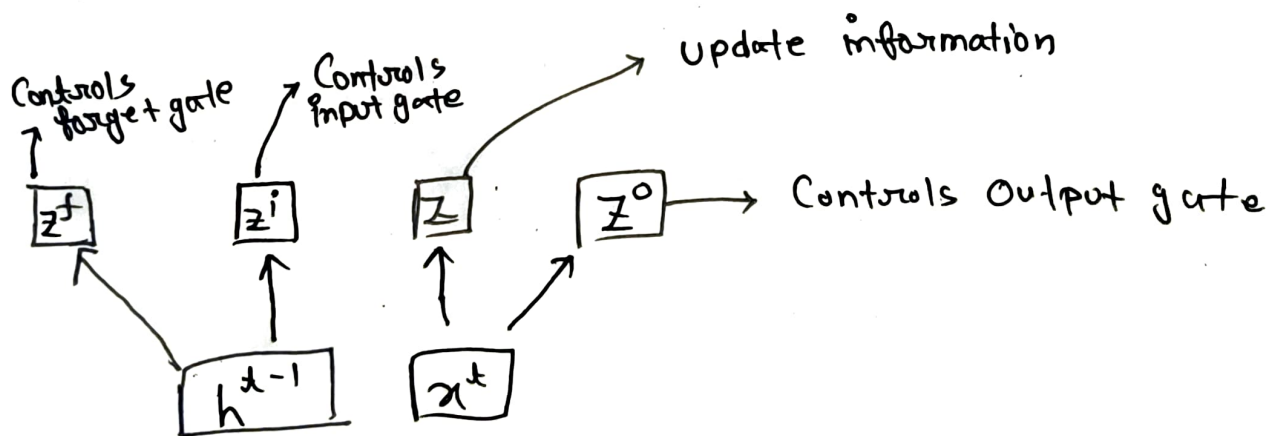 update information
Controls
forget gate
Controls
input gate
z^f
z^i
z
z^o
Controls Output gate
h^{t-1}
x^t